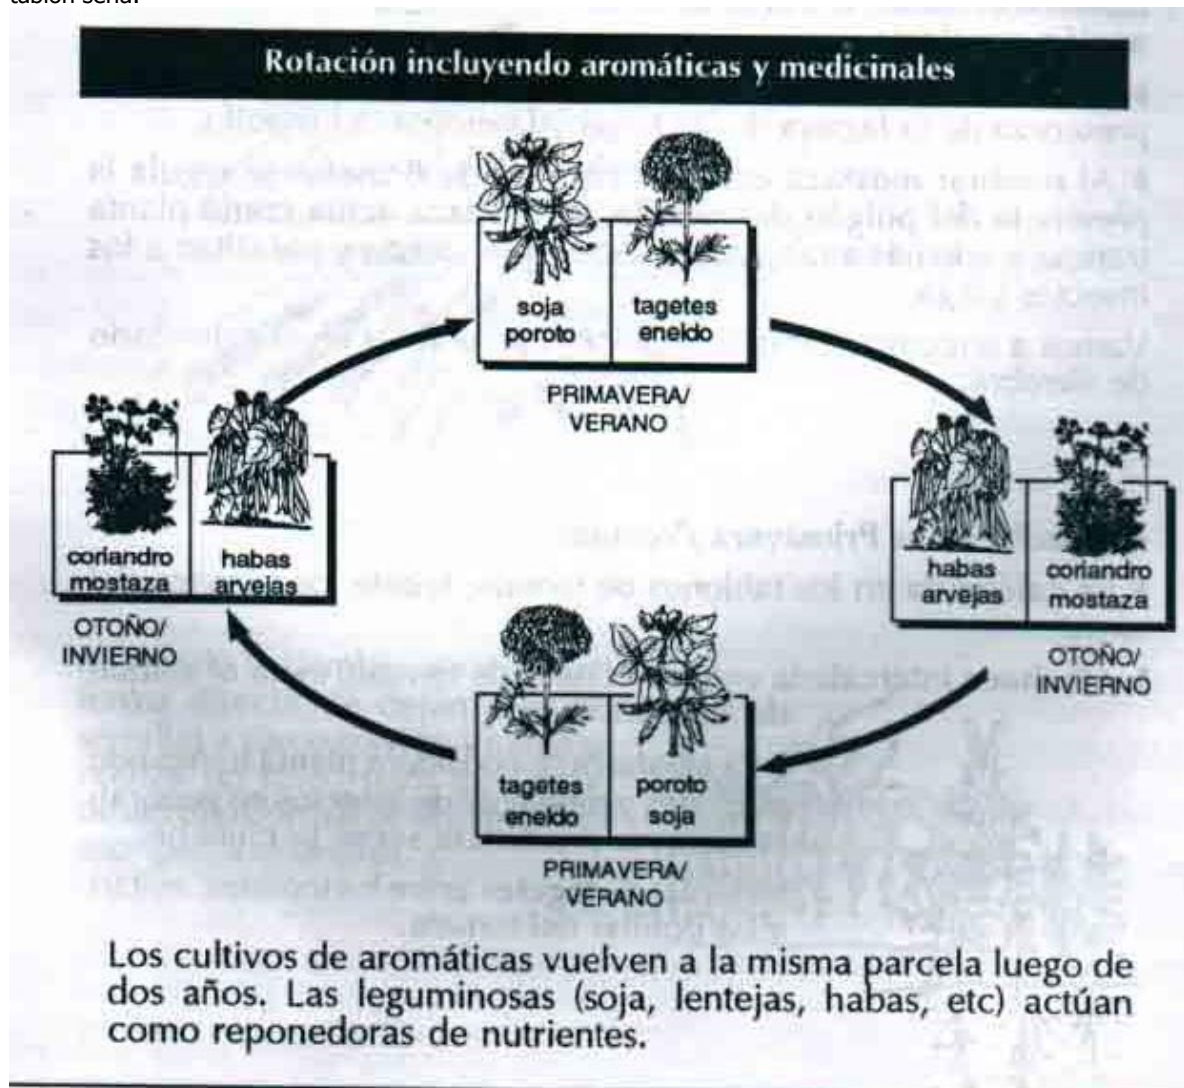 tablón sería:
Rotación incluyendo aromáticas y medicinales
soja
poroto
tagetes
eneldo
PRIMAVERA/
VERANO
coriandro
mostaza
habas
arvejas
OTOÑO/
INVIERNO
habas
arvejas
coriandro
mostaza
OTOÑO/
INVIERNO
tagetes
eneldo
poroto
soja
PRIMAVERA/
VERANO
Los cultivos de aromáticas vuelven a la misma parcela luego de
dos años. Las leguminosas (soja, lentejas, habas, etc) actúan
como reponedoras de nutrientes.